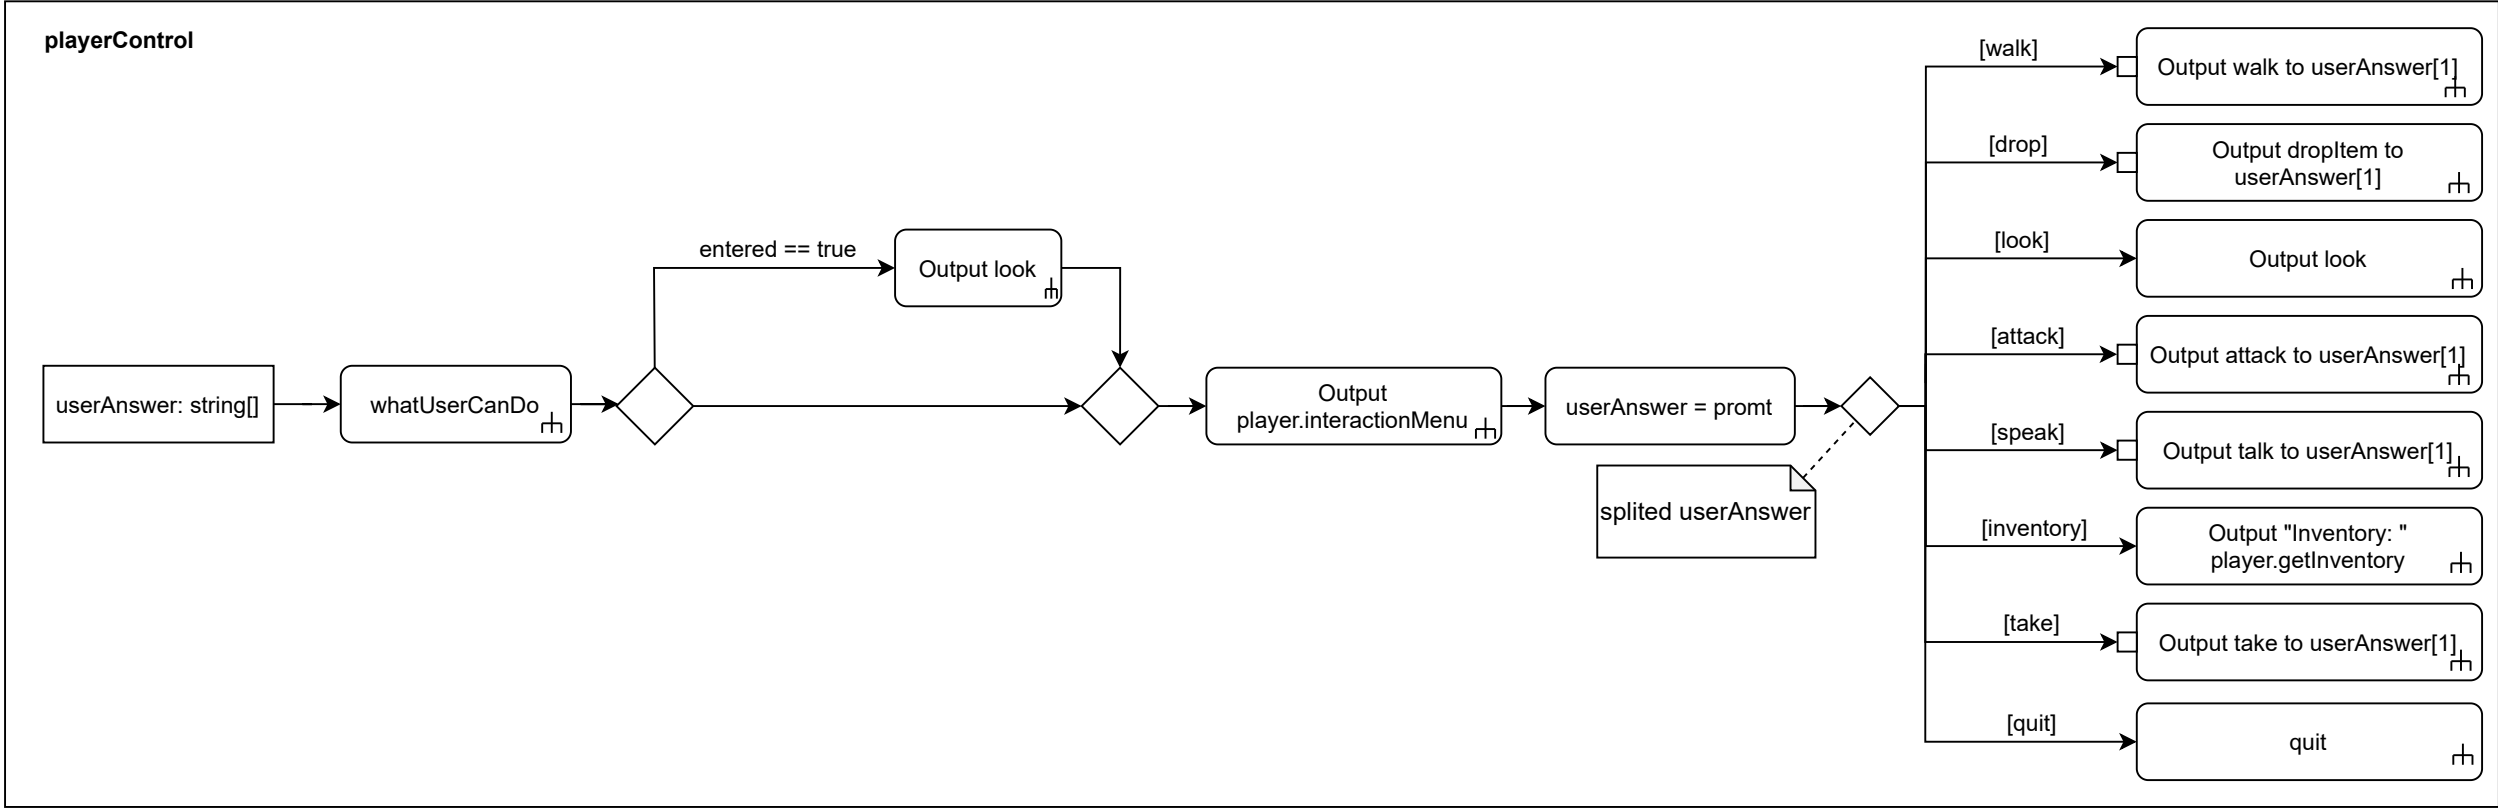 playerControl
userAnswer: string[]
whatUserCanDo
entered == true
Output look
Output
player.interactionMenu
userAnswer = promt
splited userAnswer
[walk]
Output walk to userAnswer[1]
[drop]
Output dropItem to
userAnswer[1]
[look]
Output look
[attack]
Output attack to userAnswer[1]
[speak]
Output talk to userAnswer[1]
[inventory]
Output "Inventory: "
player.getInventory
[take]
Output take to userAnswer[1]
[quit]
quit